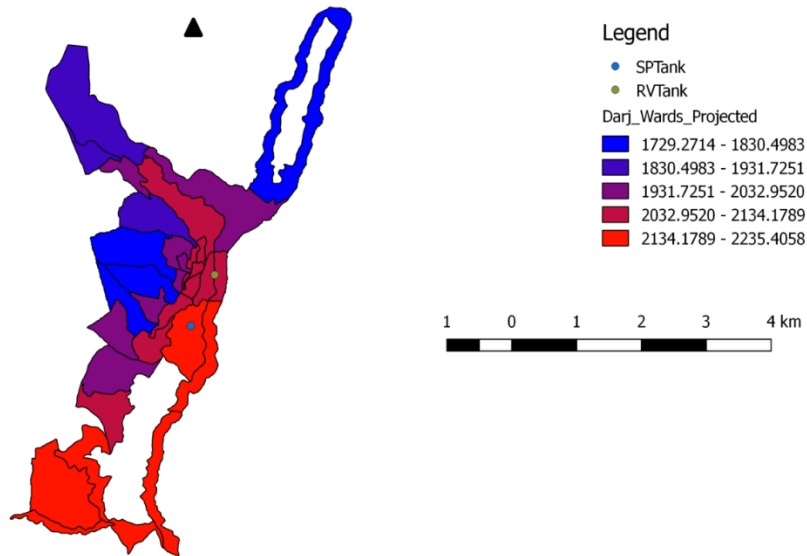 Legend
SPTank
RVTank
Darj_Wards_Projected
1729.2714 - 1830.4983
1830.4983 - 1931.7251
1931.7251 - 2032.9520
2032.9520 - 2134.1789
2134.1789 - 2235.4058
1 0 1 2 3 4 km